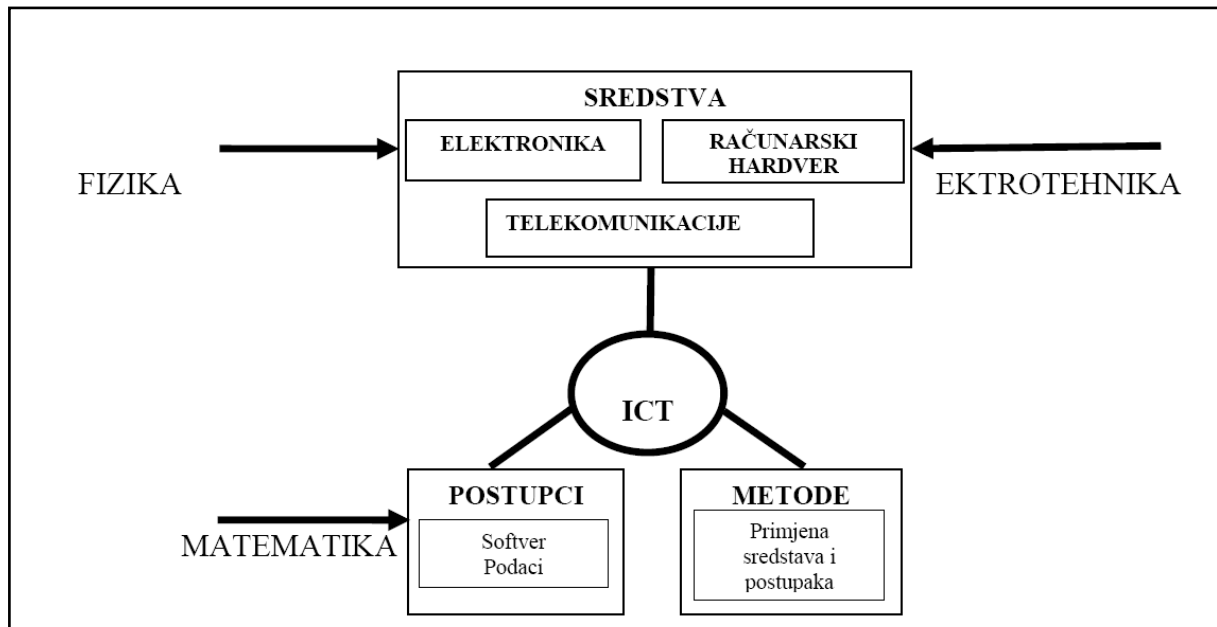 SREDSTVA
ELEKTRONIKA
RAČUNARSKI
HARDVER
TELEKOMUNIKACIJE
FIZIKA
EKTROTEHNIKA
ICT
POSTUPCI
Softver
Podaci
METODE
Primjena
sredstava i
postupaka
MATEMATIKA